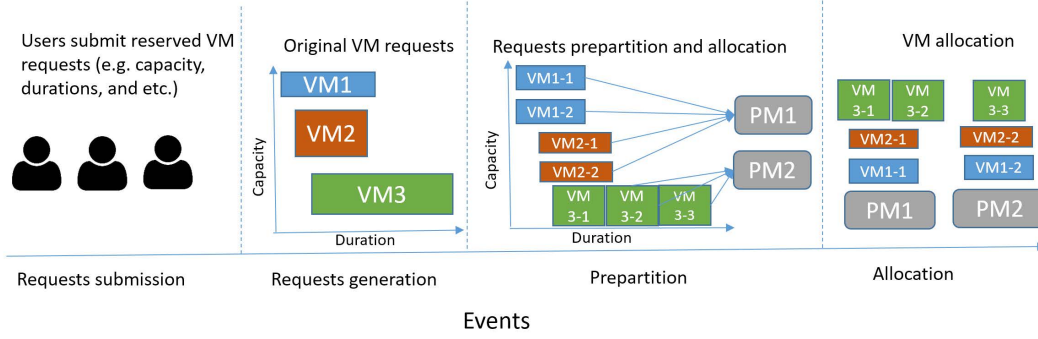 Users submit reserved VM
requests (e.g. capacity,
durations, and etc.)
Requests submission
Original VM requests
VM1
VM2
VM3
Capacity
Duration
Requests generation
Requests prepartition and allocation
VM1-1
VM1-2
VM2-1
VM2-2
VM
3-1
VM
3-2
VM
3-3
PM1
PM2
Capacity
Duration
Prepartition
VM allocation
VM
3-1
VM
3-2
VM
3-3
VM2-1
VM2-2
VM1-1
VM1-2
PM1
PM2
Allocation
Events